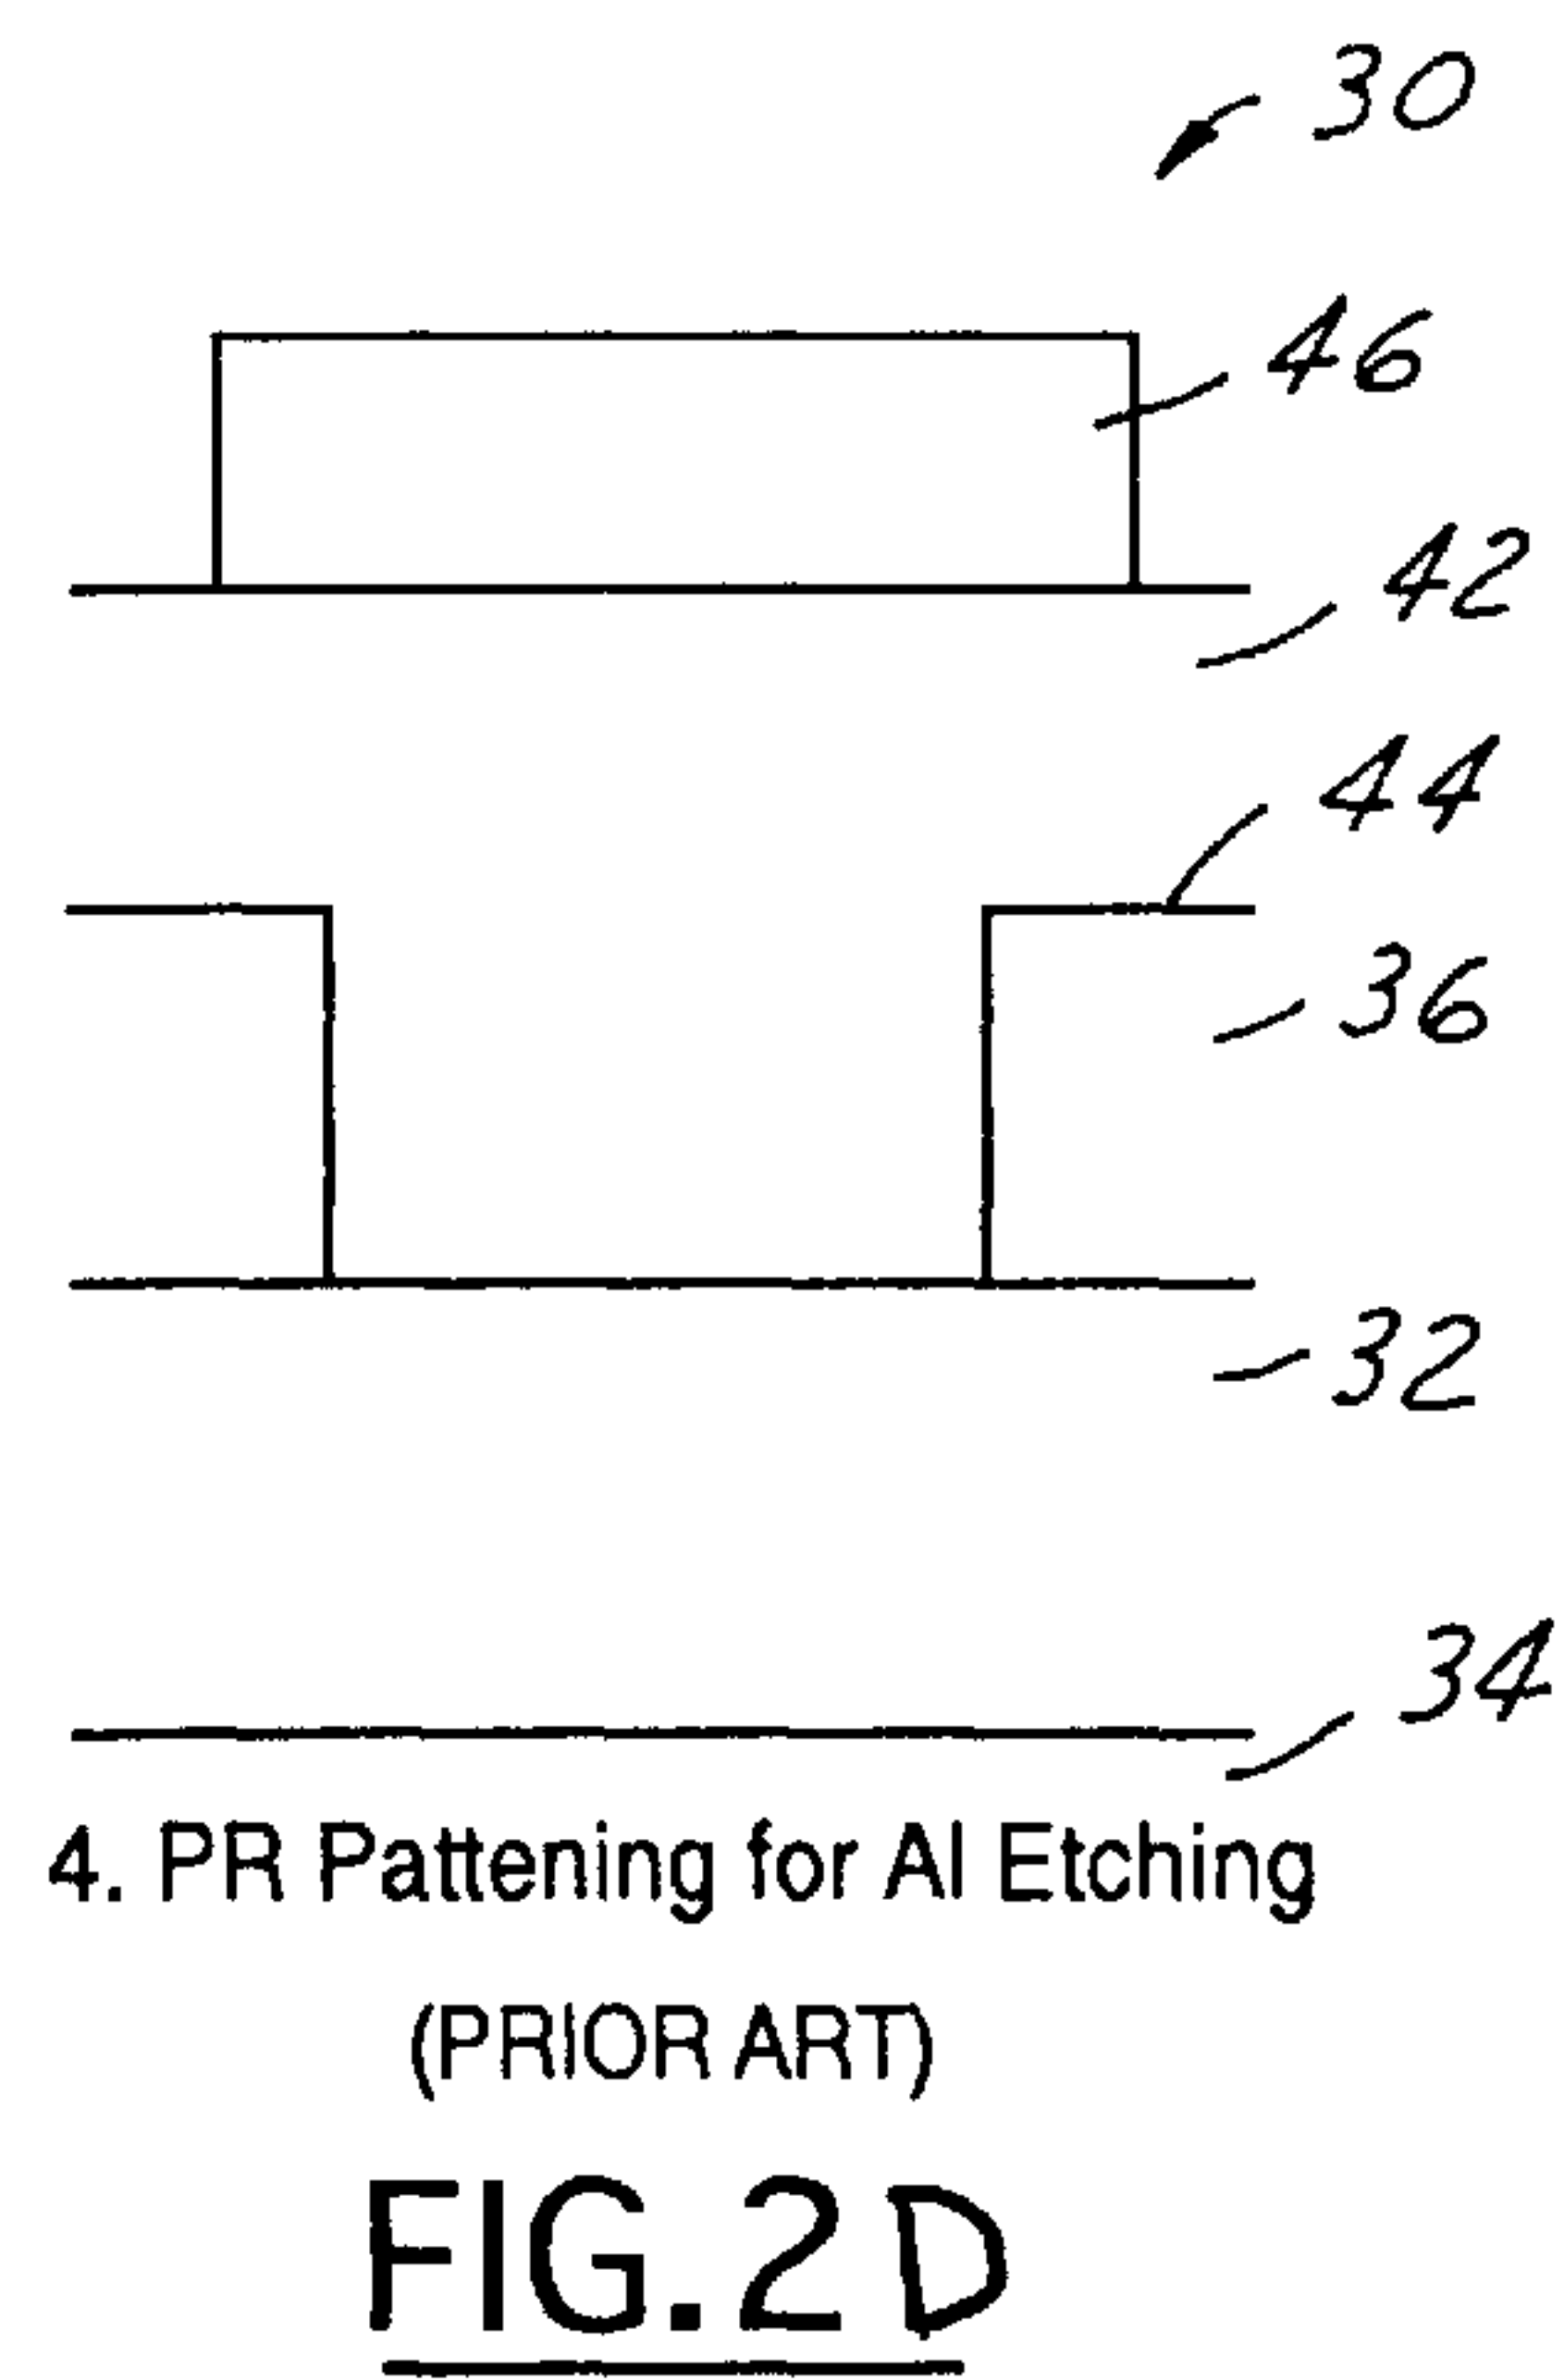 30
46
42
44
36
32
34
4. PR Pattening for Al Etching
(PRIOR ART)
FIG. 2D